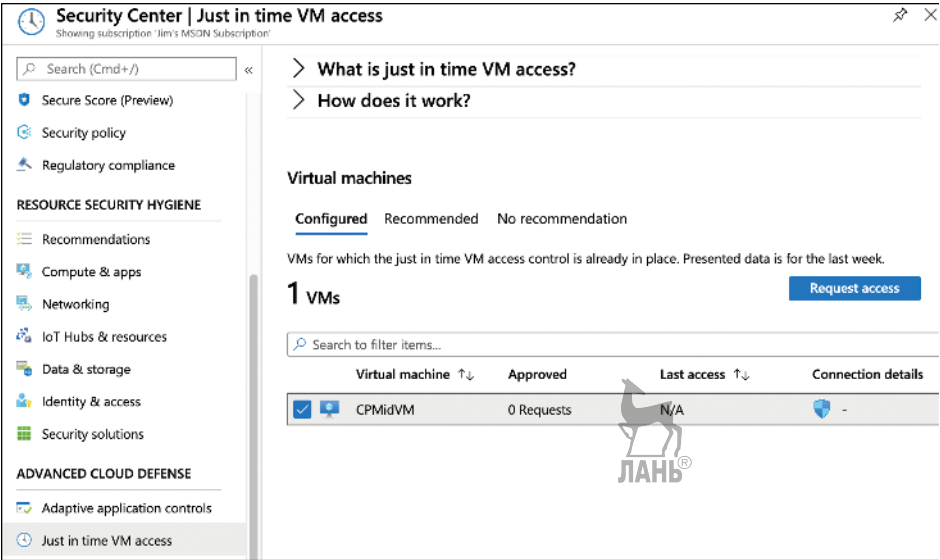 Security Center | Just in time VM access
Showing subscription 'Jim's MSDN Subscription'
Search (Cmd+/)
«
Secure Score (Preview)
Security policy
Regulatory compliance
RESOURCE SECURITY HYGIENE
Recommendations
Compute & apps
Networking
IoT Hubs & resources
Data & storage
Identity & access
Security solutions
ADVANCED CLOUD DEFENSE
Adaptive application controls
Just in time VM access
What is just in time VM access?
How does it work?
Virtual machines
Configured Recommended No recommendation
VMs for which the just in time VM access control is already in place. Presented data is for the last week.
1 VMs
Request access
Search to filter items...
Virtual machine ↑↓ Approved Last access ↑↓ Connection details
CPMidVM 0 Requests N/A -
ЛАНЬ®